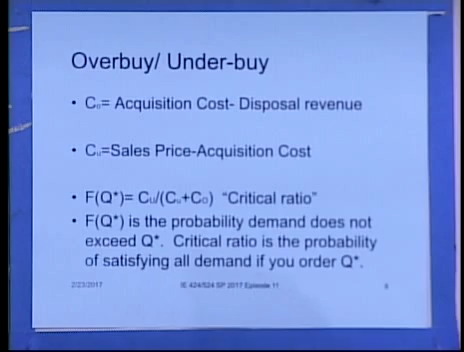 Overbuy/ Under-buy
• Co= Acquisition Cost- Disposal revenue
• Cu=Sales Price-Acquisition Cost
• F(Q*)= Cu/(Cu+Co) “Critical ratio”
• F(Q*) is the probability demand does not
exceed Q*. Critical ratio is the probability
of satisfying all demand if you order Q*.
2/23/2017 IE 424/524 SP 2017 Episode 11